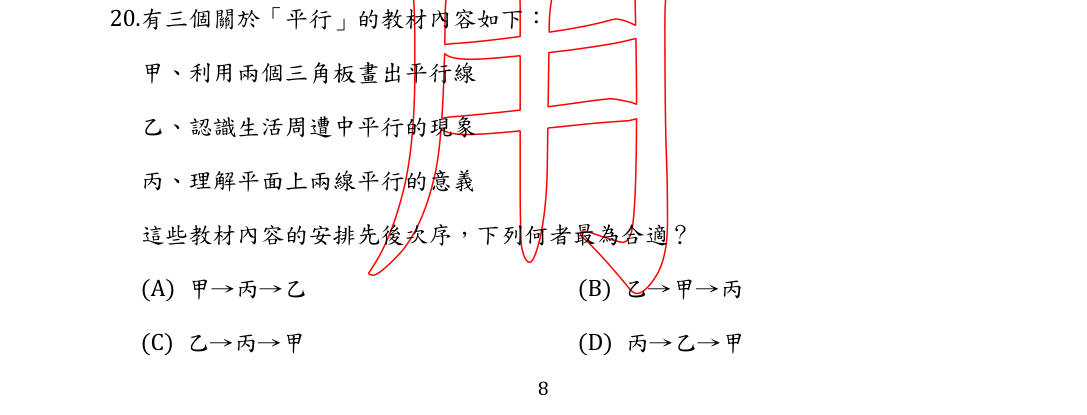 20.有三個關於「平行」的教材內容如下：
甲、利用兩個三角板畫出平行線
乙、認識生活周遭中平行的現象
丙、理解平面上兩線平行的意義
這些教材內容的安排先後次序，下列何者最為合適？
(A) 甲→丙→乙 (B) 乙→甲→丙
(C) 乙→丙→甲 (D) 丙→乙→甲
8